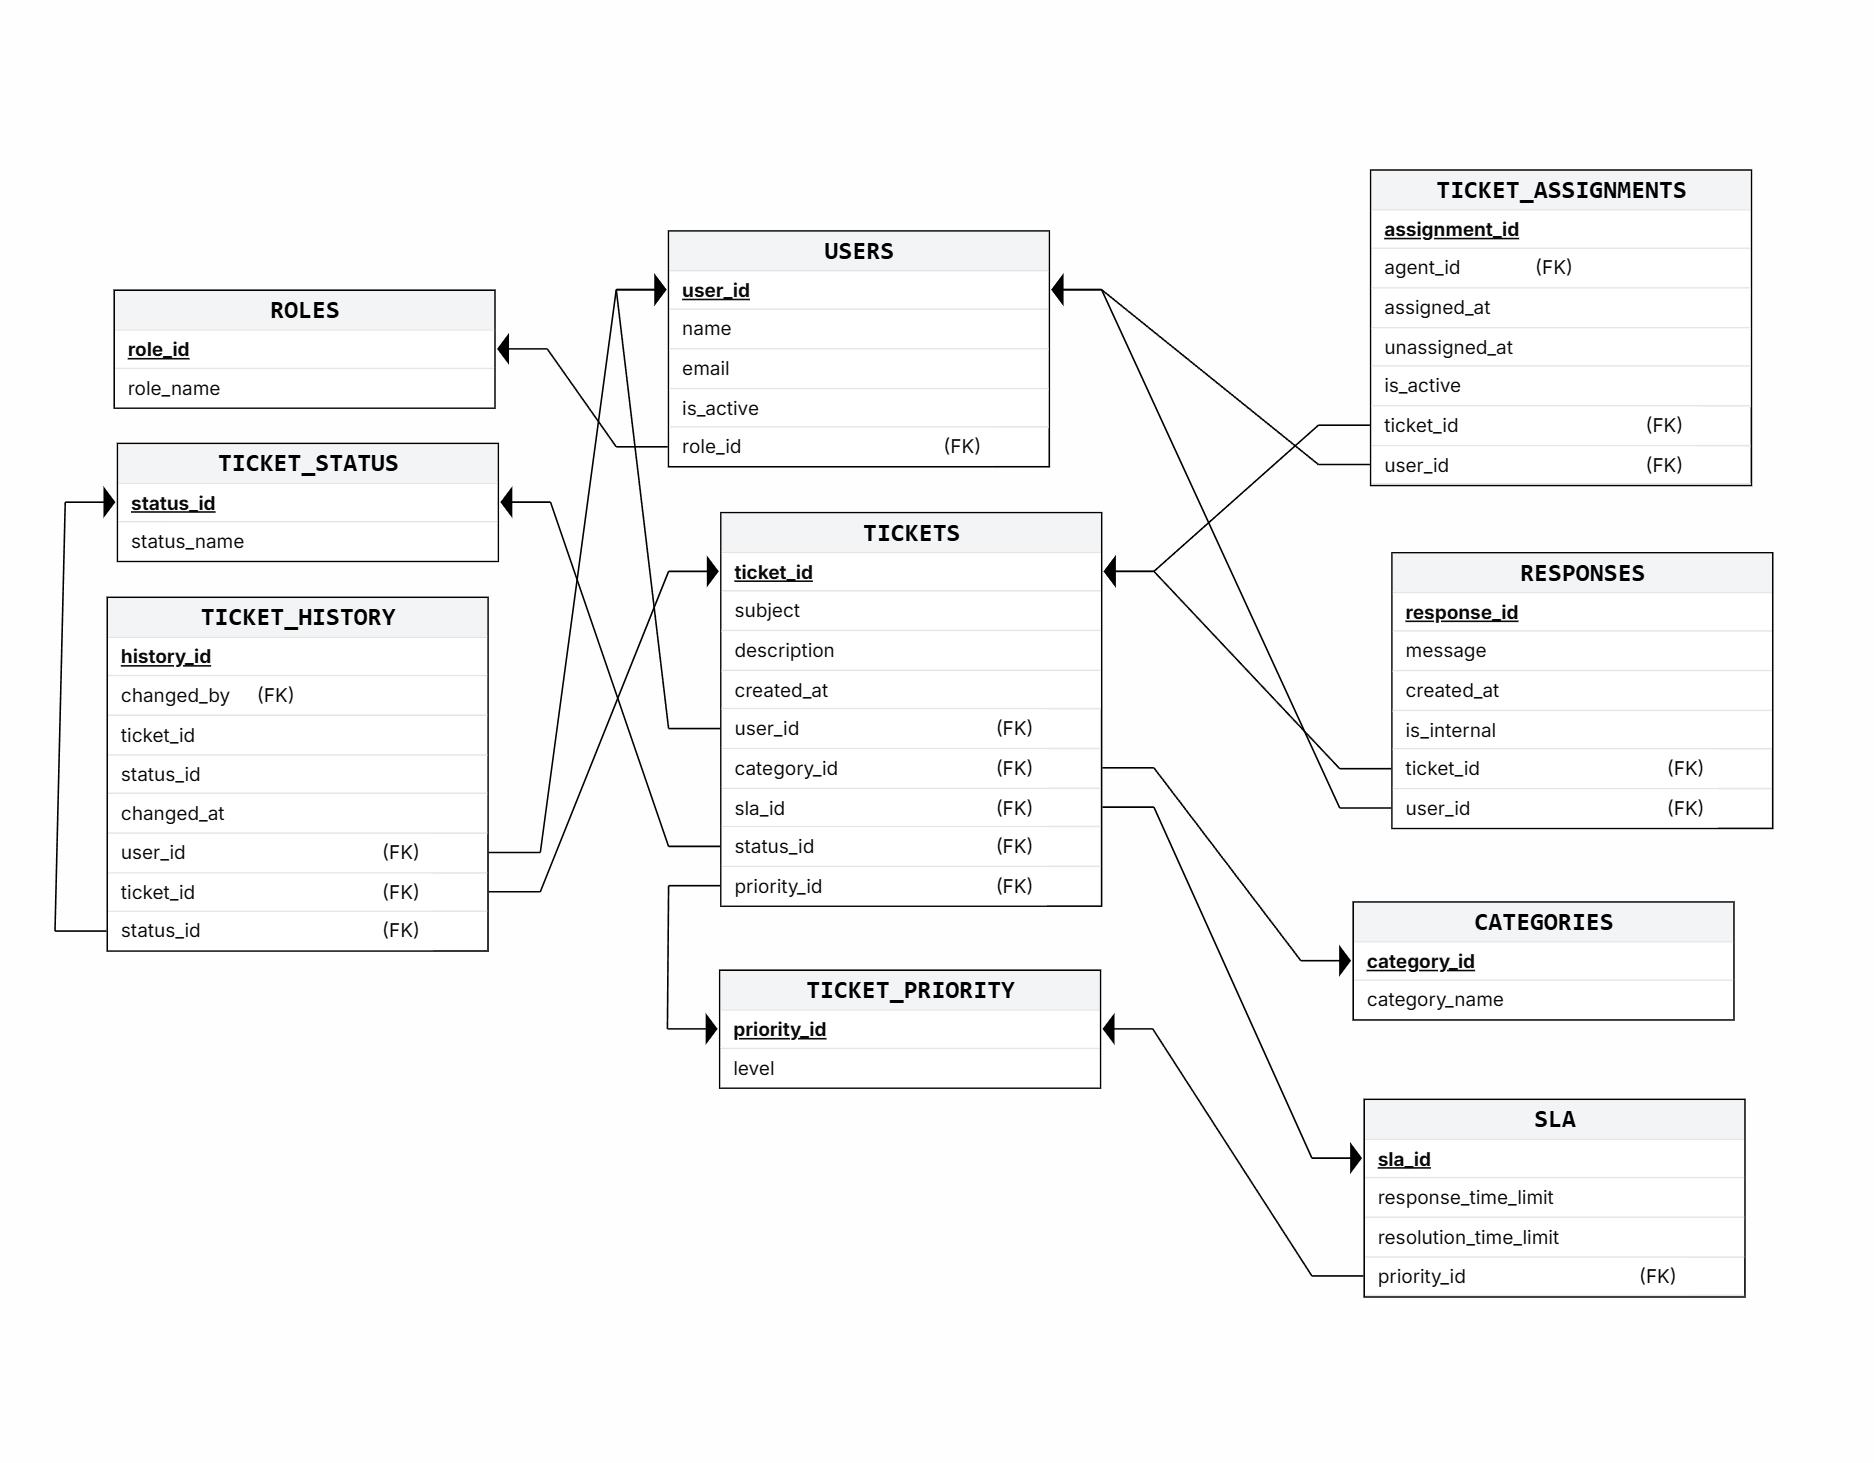 ROLES
role_id
role_name
TICKET_STATUS
status_id
status_name
TICKET_HISTORY
history_id
changed_by (FK)
ticket_id
status_id
changed_at
user_id (FK)
ticket_id (FK)
status_id (FK)
USERS
user_id
name
email
is_active
role_id (FK)
TICKETS
ticket_id
subject
description
created_at
user_id (FK)
category_id (FK)
sla_id (FK)
status_id (FK)
priority_id (FK)
TICKET_PRIORITY
priority_id
level
TICKET_ASSIGNMENTS
assignment_id
agent_id (FK)
assigned_at
unassigned_at
is_active
ticket_id (FK)
user_id (FK)
RESPONSES
response_id
message
created_at
is_internal
ticket_id (FK)
user_id (FK)
CATEGORIES
category_id
category_name
SLA
sla_id
response_time_limit
resolution_time_limit
priority_id (FK)